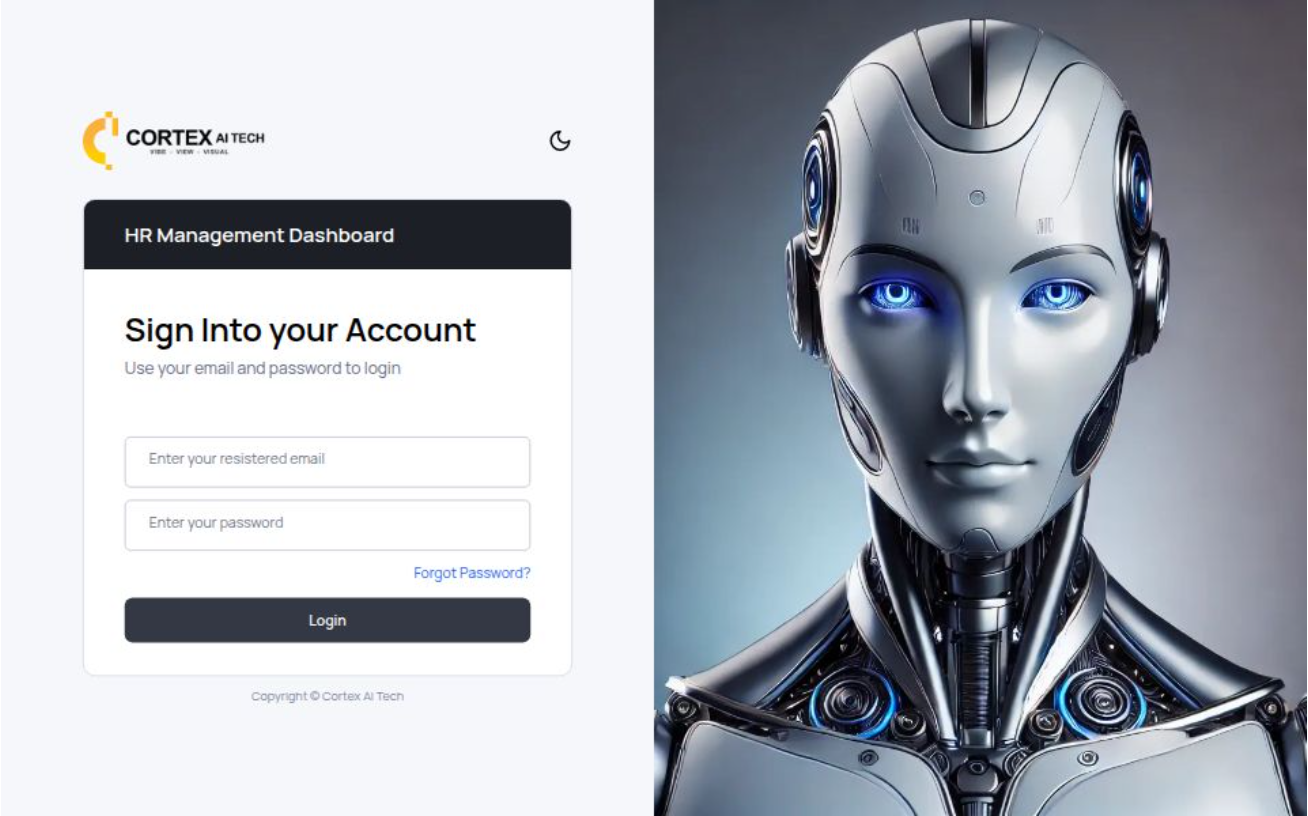 CORTEX AI TECH
VIBE - VIEW - VISUAL
HR Management Dashboard
Sign Into your Account
Use your email and password to login
Enter your resistered email
Enter your password
Forgot Password?
Login
Copyright © Cortex AI Tech